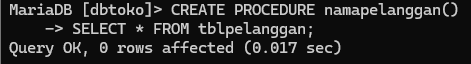 MariaDB [dbtoko]> CREATE PROCEDURE namapelanggan()
    -> SELECT * FROM tblpelanggan;
Query OK, 0 rows affected (0.017 sec)